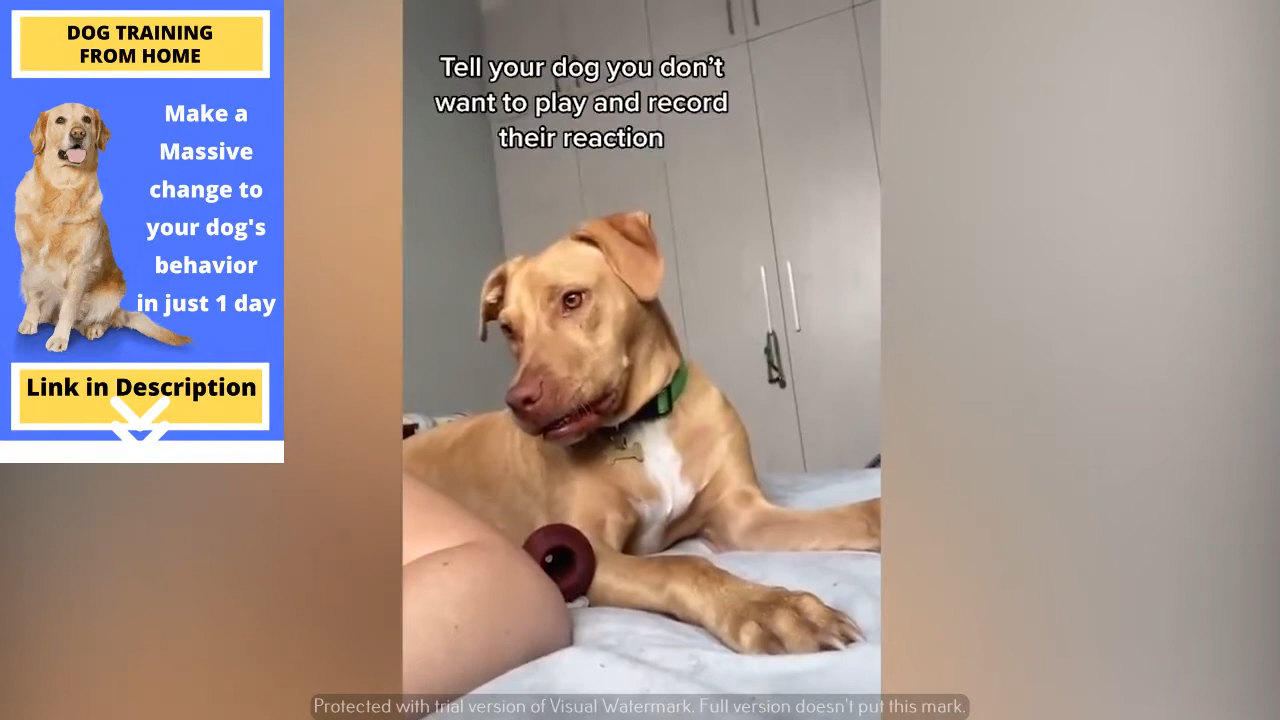 DOG TRAINING
FROM HOME
Make a
Massive
change to
your dog's
behavior
in just 1 day
Link in Description
Tell your dog you don't
want to play and record
their reaction
Protected with trial version of Visual Watermark. Full version doesn't put this mark.